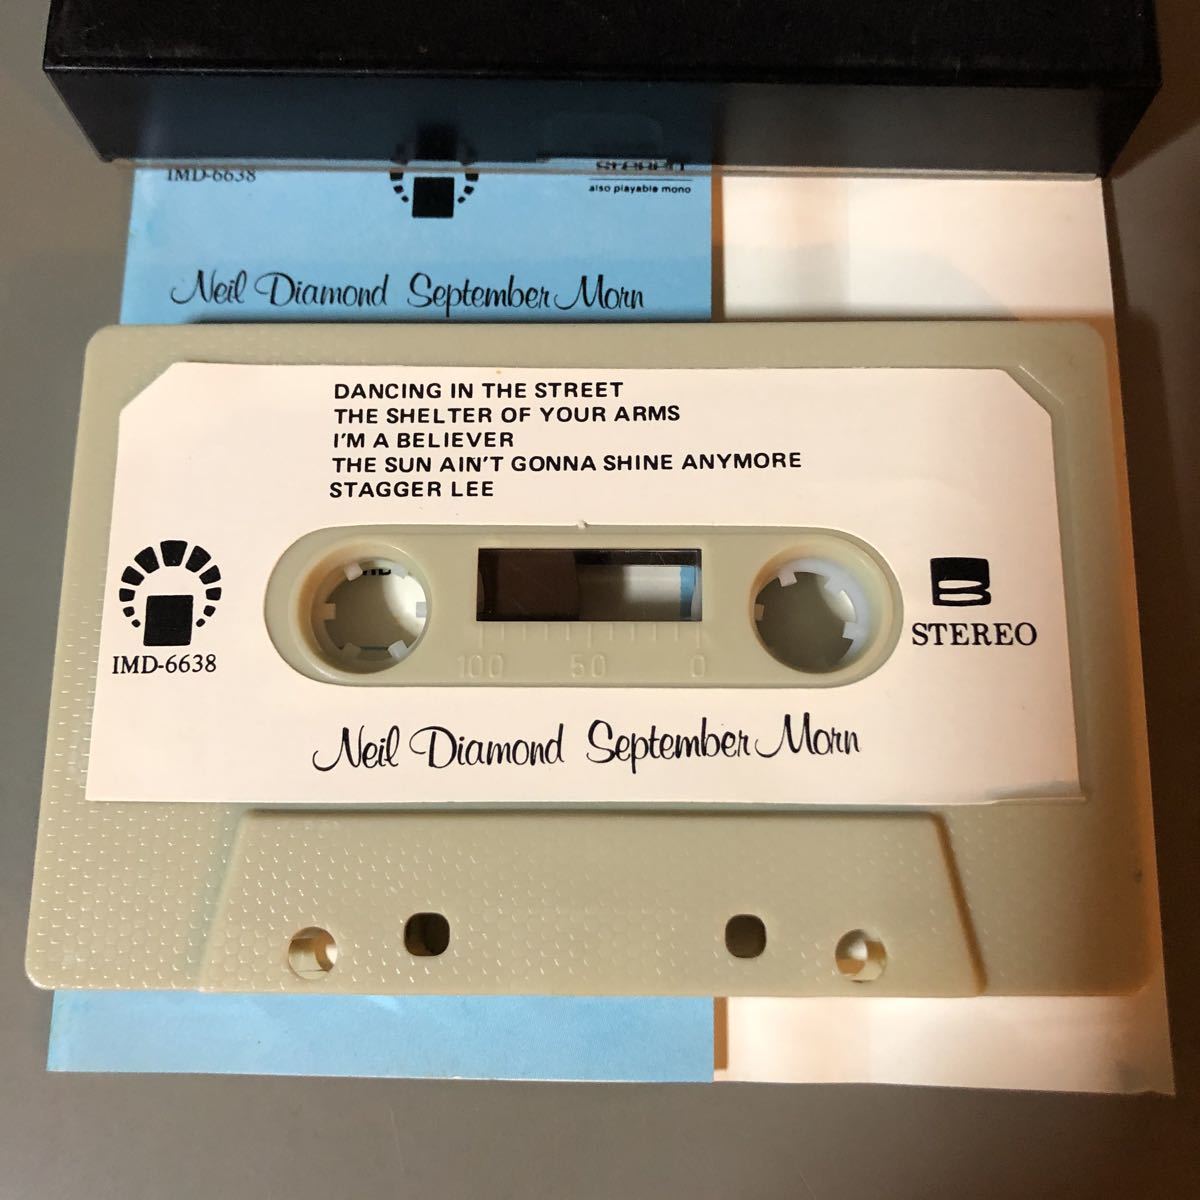 IMD-6638
STEREO
also playable mono
Neil Diamond September Morn
DANCING IN THE STREET
THE SHELTER OF YOUR ARMS
I'M A BELIEVER
THE SUN AIN'T GONNA SHINE ANYMORE
STAGGER LEE
IMD-6638
B
STEREO
100 50 0
Neil Diamond September Morn